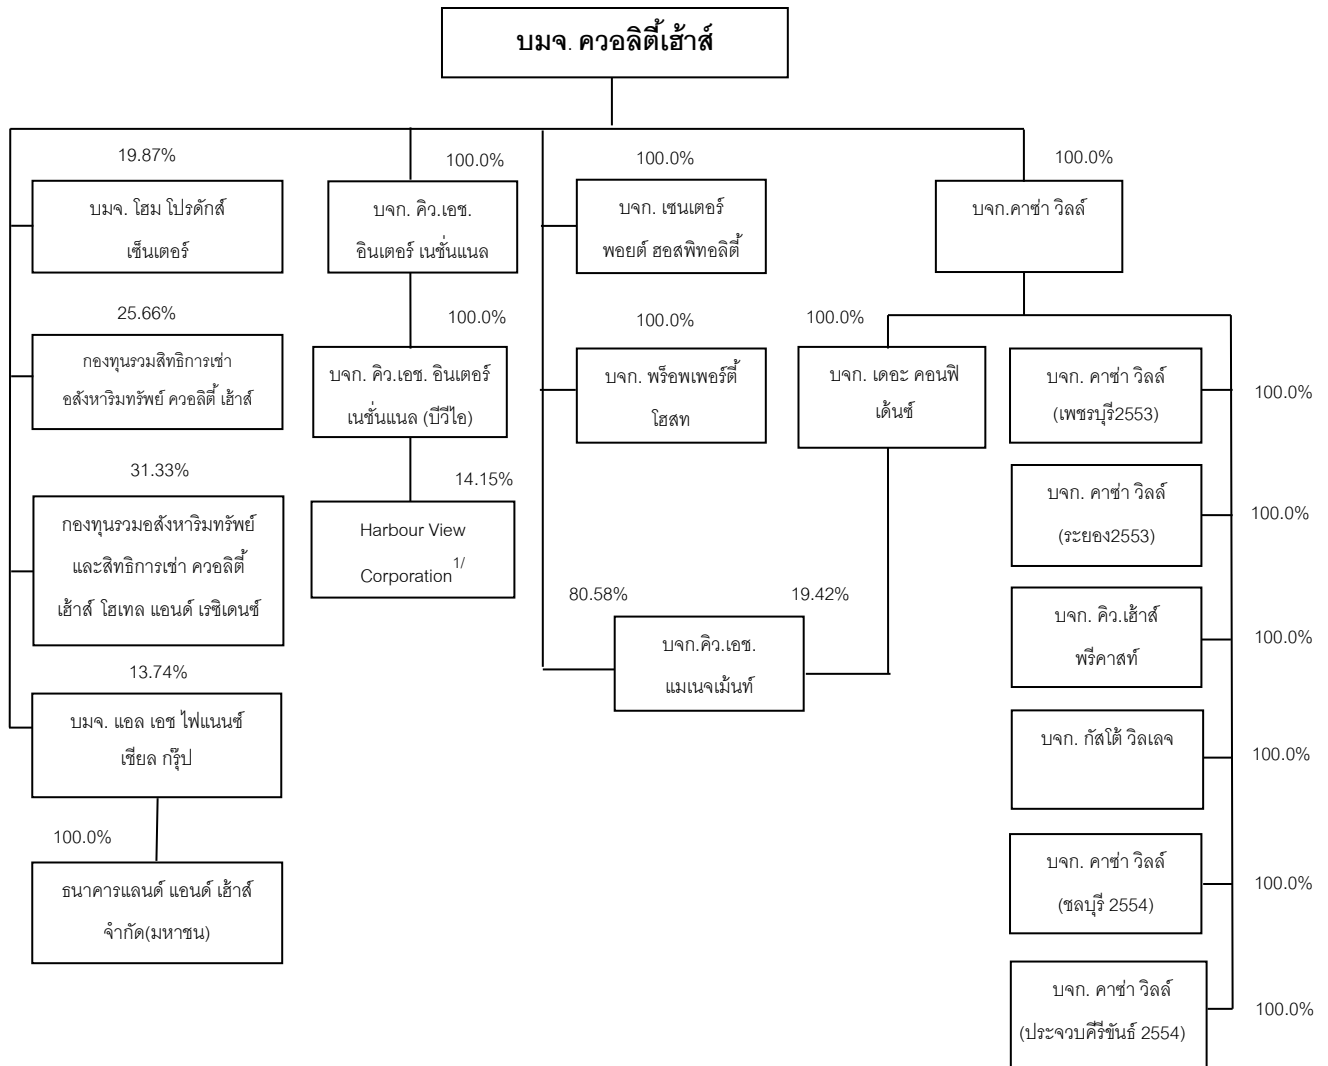 บมจ. ควอลิตี้เฮ้าส์
19.87%
100.0%
100.0%
100.0%
บมจ. โฮม โปรดักส์
เซ็นเตอร์
บจก. คิว.เอช.
อินเตอร์ เนชั่นแนล
บจก. เซนเตอร์
พอยต์ ฮอสพิทอลิตี้
บจก.คาซ่า วิลล์
25.66%
100.0%
100.0%
100.0%
กองทุนรวมสิทธิการเช่า
อสังหาริมทรัพย์ ควอลิตี้ เฮ้าส์
บจก. คิว.เอช. อินเตอร์
เนชั่นแนล (บีวีไอ)
บจก. พร็อพเพอร์ตี้
โฮสท
บจก. เดอะ คอนฟิ
เด้นซ์
บจก. คาซ่า วิลล์
(เพชรบุรี2553)
100.0%
31.33%
14.15%
กองทุนรวมอสังหาริมทรัพย์
และสิทธิการเช่า ควอลิตี้
เฮ้าส์ โฮเทล แอนด์ เรซิเดนซ์
Harbour View
Corporation 1/
บจก. คาซ่า วิลล์
(ระยอง2553)
100.0%
80.58%
19.42%
บจก.คิว.เอช.
แมเนจเม้นท์
บจก. คิว.เฮ้าส์
พรีคาสท์
100.0%
13.74%
บมจ. แอล เอช ไฟแนนซ์
เชียล กรุ๊ป
บจก. กัสโต้ วิลเลจ
100.0%
100.0%
ธนาคารแลนด์ แอนด์ เฮ้าส์
จำกัด(มหาชน)
บจก. คาซ่า วิลล์
(ชลบุรี 2554)
100.0%
บจก. คาซ่า วิลล์
(ประจวบคีรีขันธ์ 2554)
100.0%